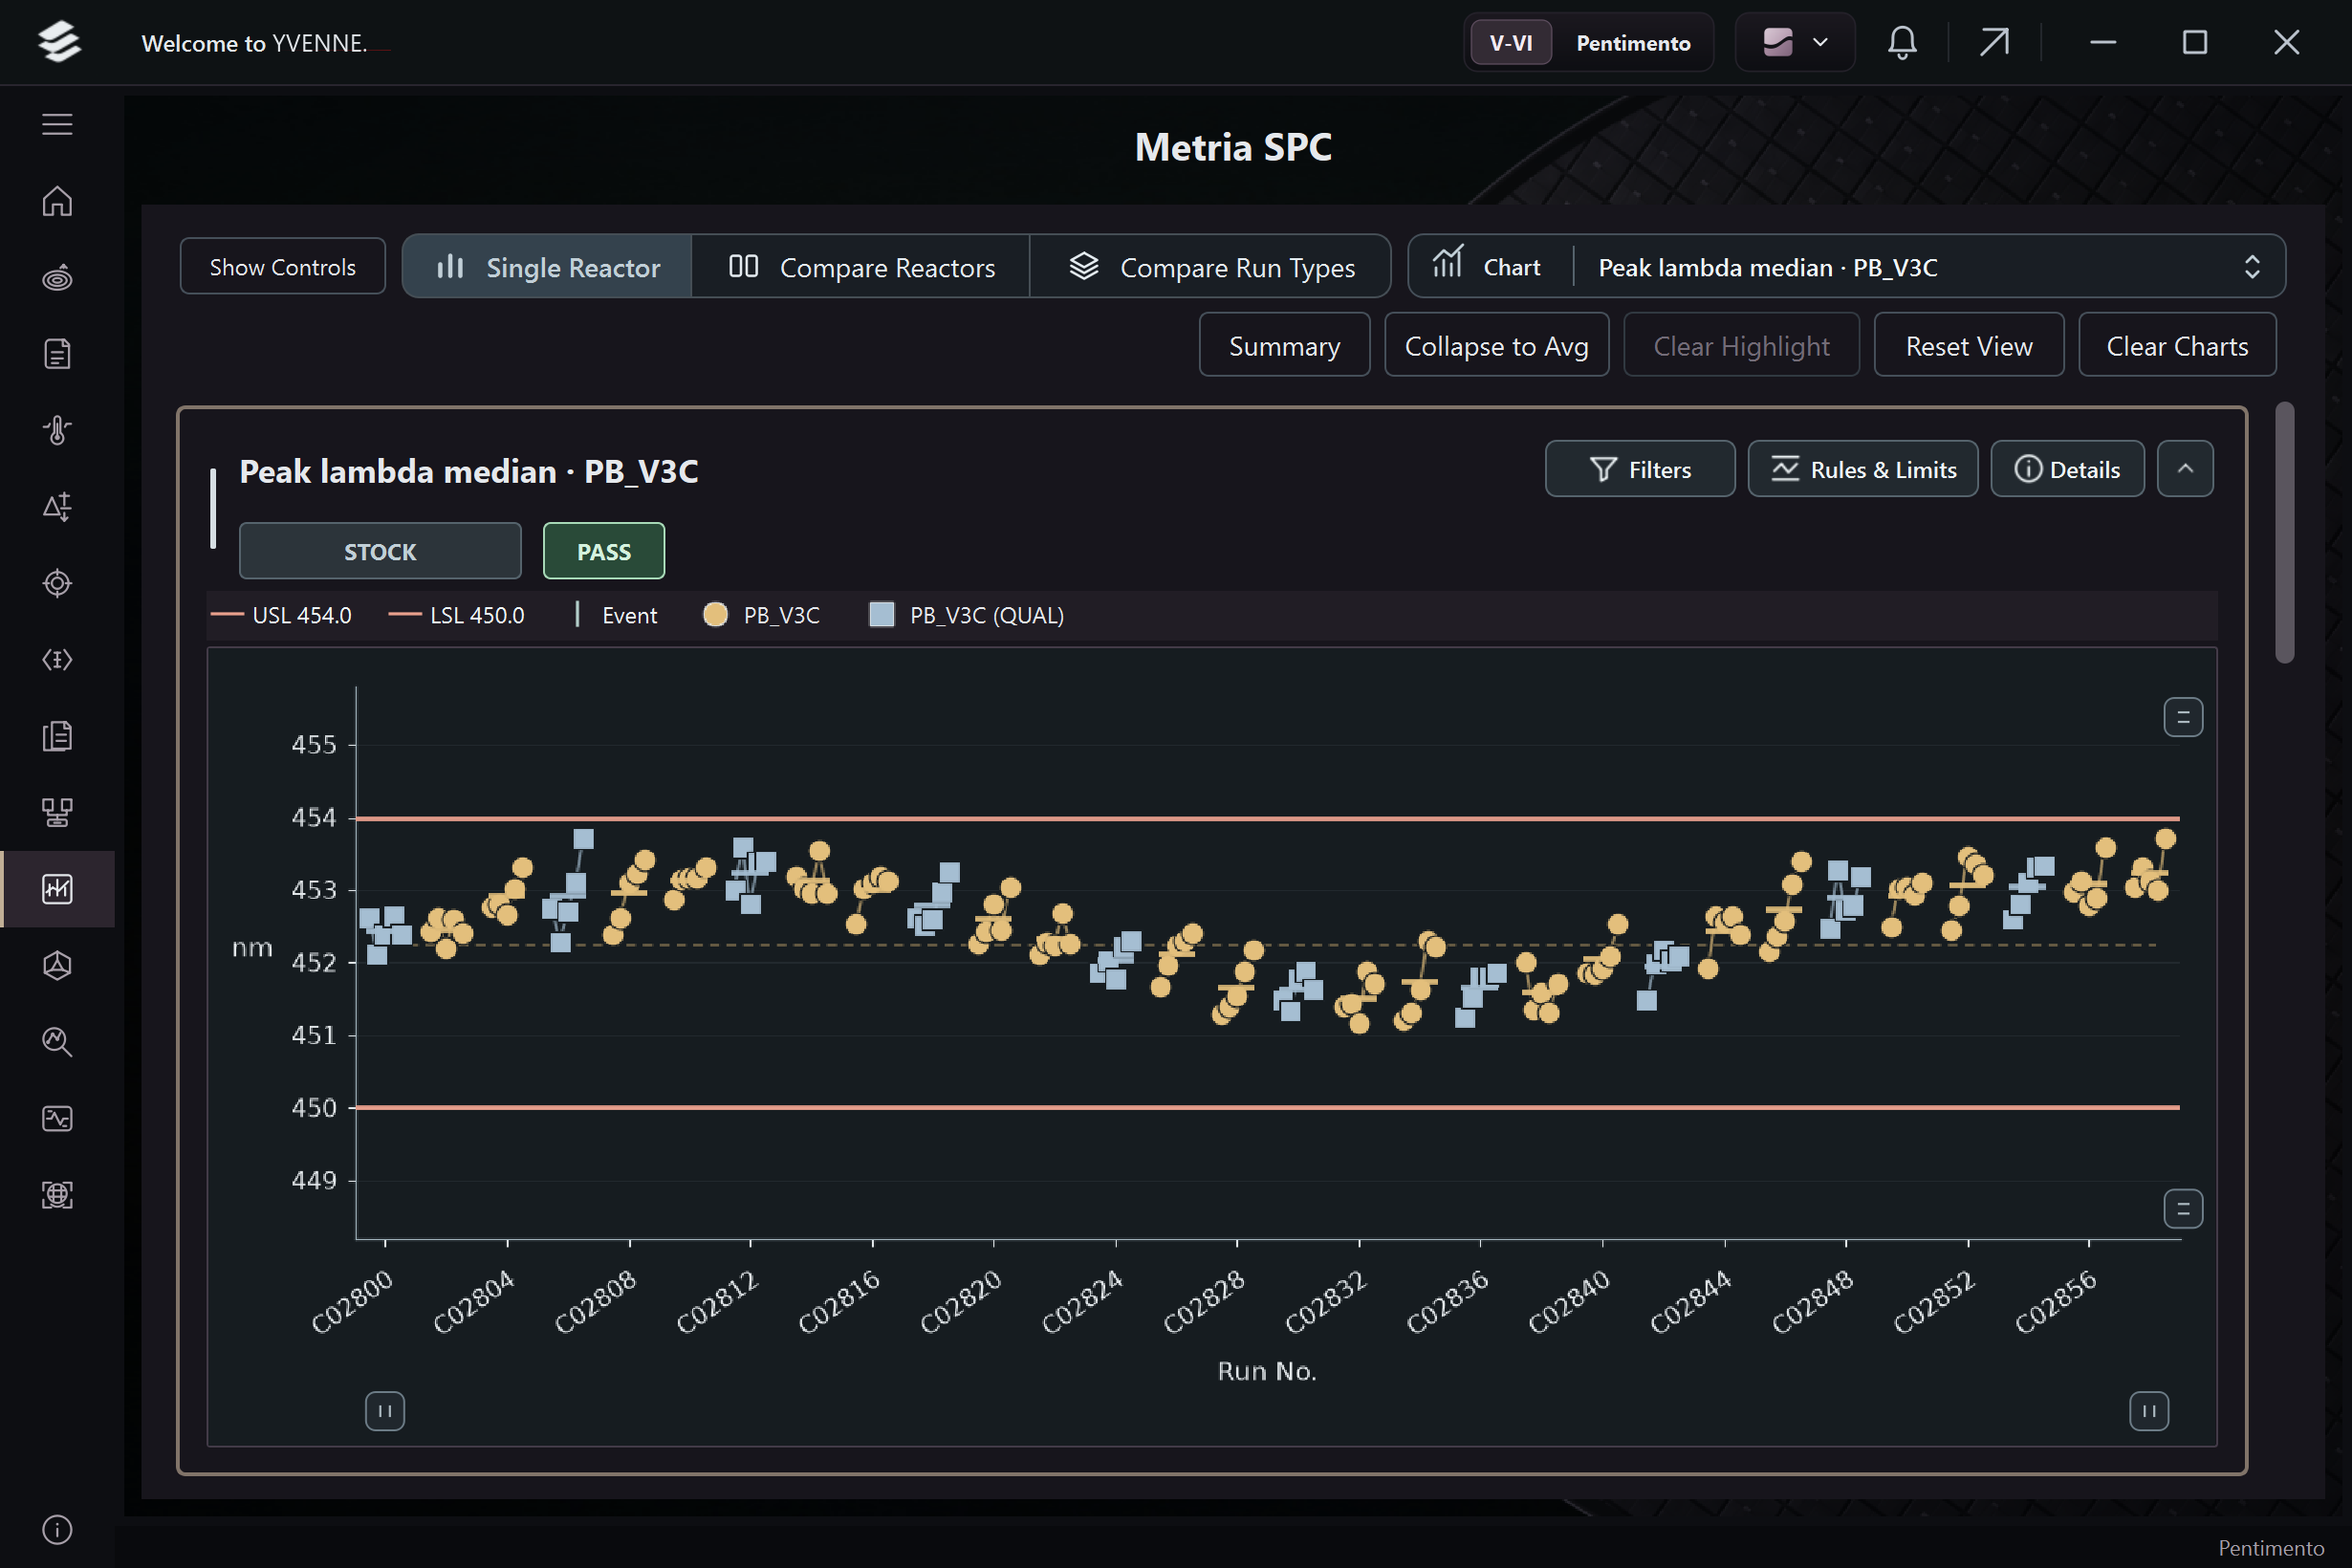 Welcome to YVENNE.
V-VI Pentimento
Metria SPC
Show Controls
Single Reactor
Compare Reactors
Compare Run Types
Chart
Peak lambda median · PB_V3C
Summary
Collapse to Avg
Clear Highlight
Reset View
Clear Charts
Peak lambda median · PB_V3C
Filters
Rules & Limits
Details
STOCK
PASS
USL 454.0
LSL 450.0
Event
PB_V3C
PB_V3C (QUAL)
455
454
453
nm
452
451
450
449
C02800
C02804
C02808
C02812
C02816
C02820
C02824
C02828
C02832
C02836
C02840
C02844
C02848
C02852
C02856
Run No.
Pentimento